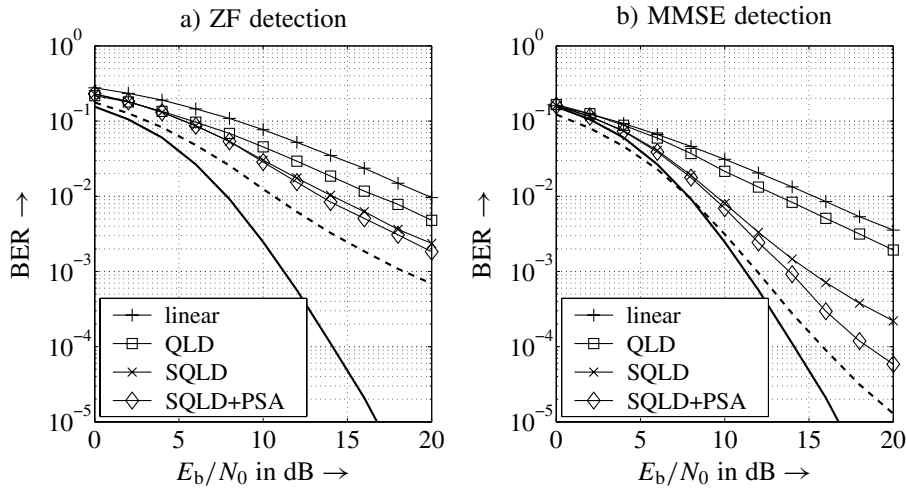 a) ZF detection
10^0
10^-1
10^-2
10^-3
10^-4
10^-5
BER →
linear
QLD
SQLD
SQLD+PSA
0 5 10 15 20
E_b/N_0 in dB →
b) MMSE detection
10^0
10^-1
10^-2
10^-3
10^-4
10^-5
BER →
linear
QLD
SQLD
SQLD+PSA
0 5 10 15 20
E_b/N_0 in dB →